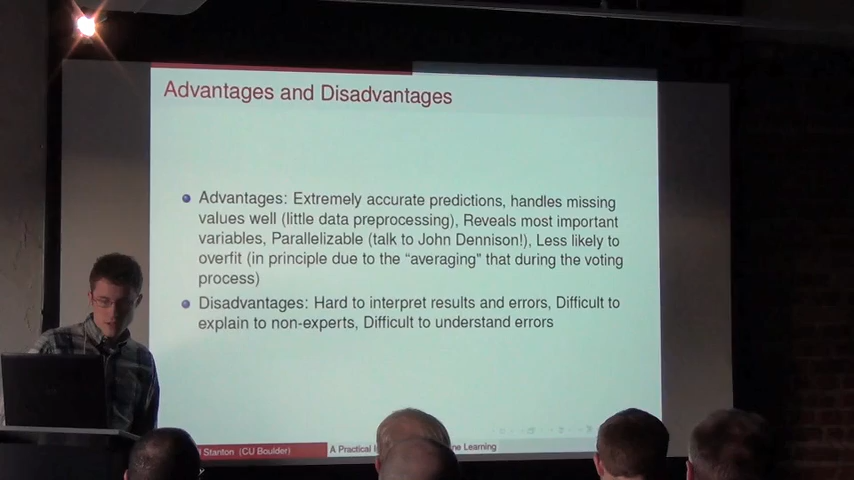 Advantages and Disadvantages
Advantages: Extremely accurate predictions, handles missing
values well (little data preprocessing), Reveals most important
variables, Parallelizable (talk to John Dennison!), Less likely to
overfit (in principle due to the “averaging” that during the voting
process)
Disadvantages: Hard to interpret results and errors, Difficult to
explain to non-experts, Difficult to understand errors
Stanton (CU Boulder)
A Practical
Learning